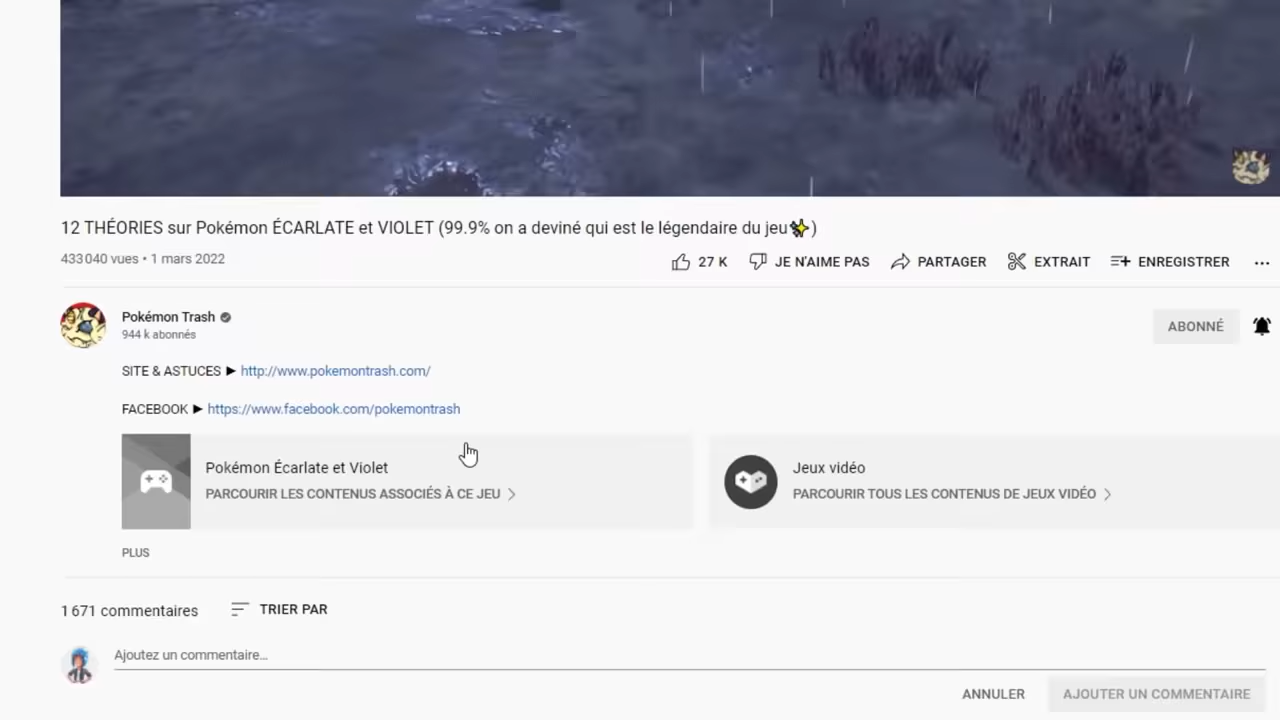 12 THÉORIES sur Pokémon ÉCARLATE et VIOLET (99.9% on a deviné qui est le légendaire du jeu✨)
433 040 vues • 1 mars 2022
27 K JE N'AIME PAS PARTAGER EXTRAIT ENREGISTRER ...
Pokémon Trash
944 k abonnés
ABONNÉ
SITE & ASTUCES ► http://www.pokemontrash.com/
FACEBOOK ► https://www.facebook.com/pokemontrash
Pokémon Écarlate et Violet
PARCOURIR LES CONTENUS ASSOCIÉS À CE JEU
Jeux vidéo
PARCOURIR TOUS LES CONTENUS DE JEUX VIDÉO
PLUS
1 671 commentaires
TRIER PAR
Ajoutez un commentaire...
ANNULER
AJOUTER UN COMMENTAIRE